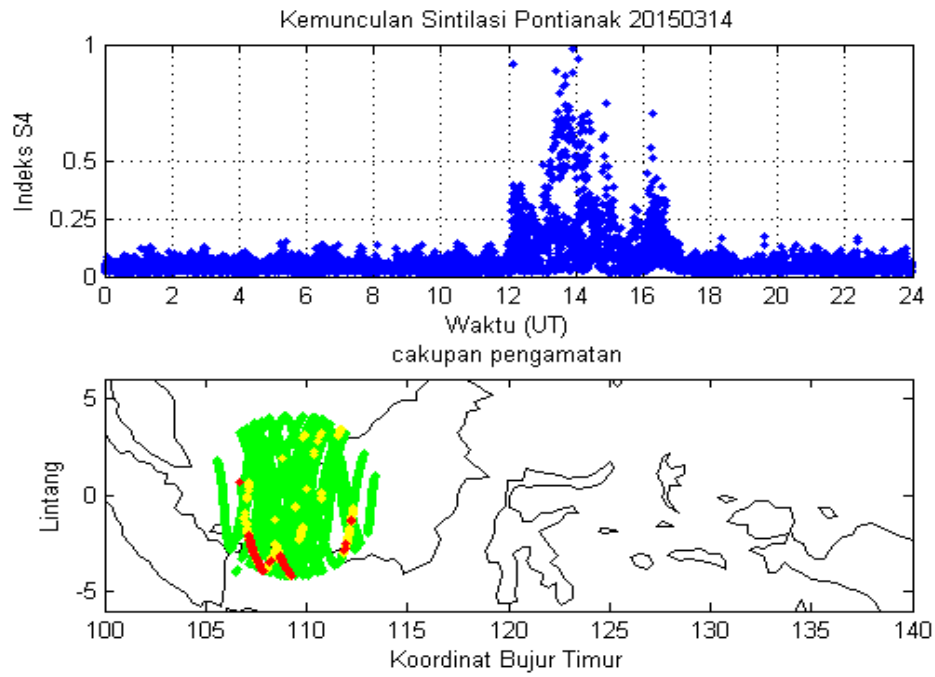 Kemunculan Sintilasi Pontianak 20150314
1
0.5
0.25
0
Indeks S4
0 2 4 6 8 10 12 14 16 18 20 22 24
Waktu (UT)
cakupan pengamatan
5
0
-5
Lintang
100 105 110 115 120 125 130 135 140
Koordinat Bujur Timur